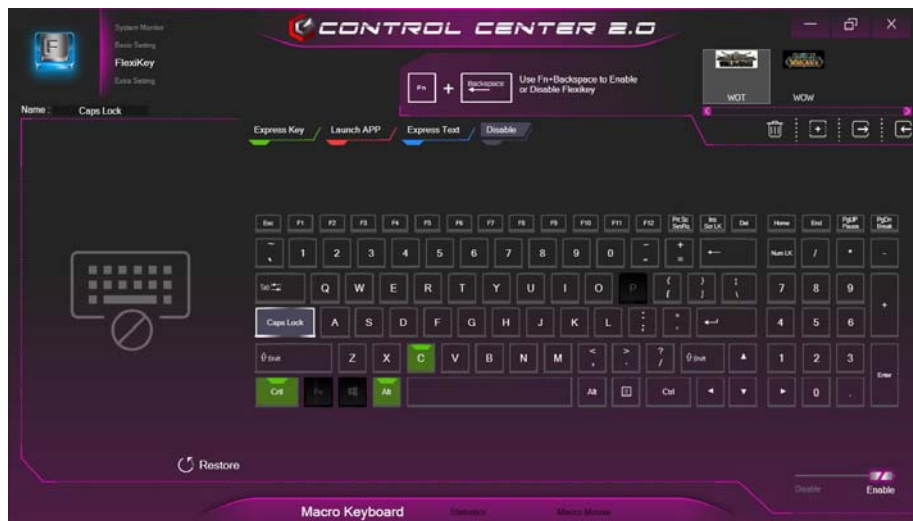 System Monitor
Basic Setting
FlexiKey
Extra Setting
CONTROL CENTER 2.0
Fn + Backspace
Use Fn+Backspace to Enable
or Disable Flexikey
WOT WOW
Name : Caps Lock
Express Key / Launch APP / Express Text / Disable
Esc F1 F2 F3 F4 F5 F6 F7 F8 F9 F10 F11 F12 Prt Sc SysRq Ins Scr LK Del Home End PgUP Pause PgDn Break
~ ` 1 2 3 4 5 6 7 8 9 0 - + = ← Num LK / * -
Tab Q W E R T Y U I O P { [ } ] | \ 7 8 9 +
Caps Lock A S D F G H J K L : ; 4 5 6
Shift Z X C V B N M < , > . ? / Shift 1 2 3 Enter
Fn Alt Alt Ctrl 0 .
Restore
Disable Enable
Macro Keyboard Statistics Macro Mouse